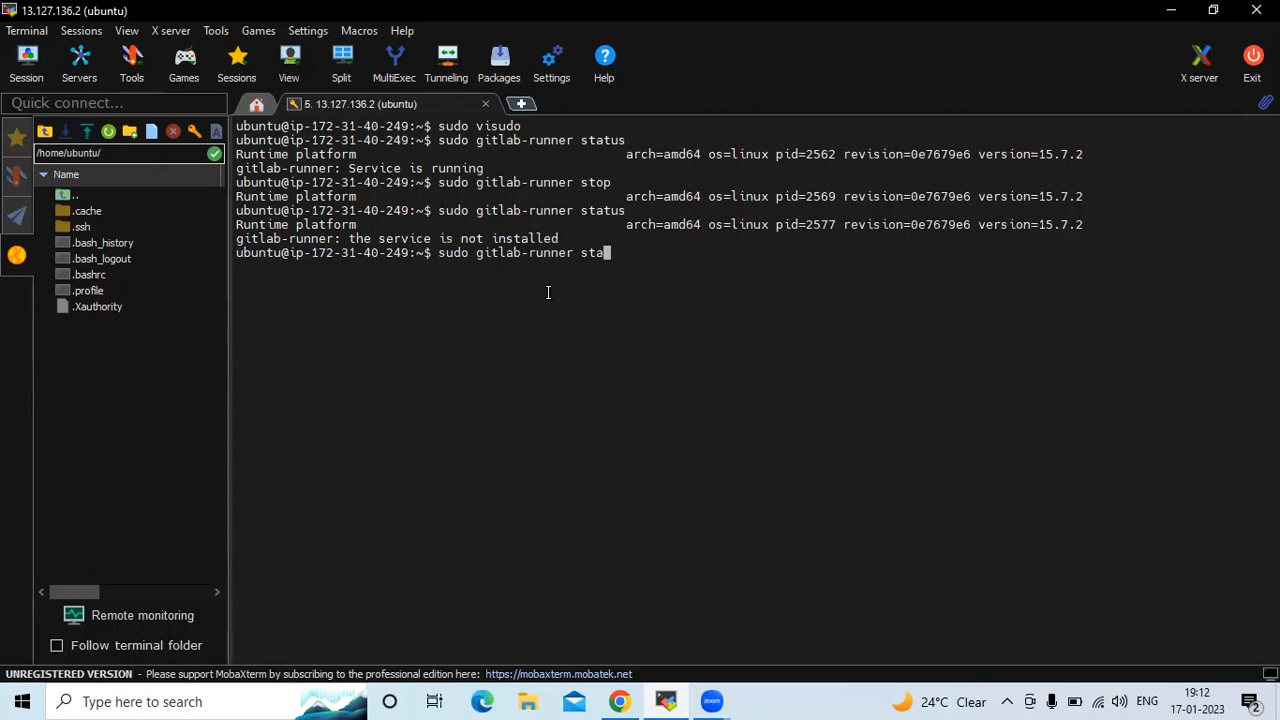 13.127.136.2 (ubuntu)
Terminal Sessions View X server Tools Games Settings Macros Help
Session Servers Tools Games Sessions View Split MultiExec Tunneling Packages Settings Help X server Exit
Quick connect...
5. 13.127.136.2 (ubuntu)
/home/ubuntu/
Name
..
.cache
.ssh
.bash_history
.bash_logout
.bashrc
.profile
.Xauthority
Remote monitoring
Follow terminal folder
ubuntu@ip-172-31-40-249:~$ sudo visudo
ubuntu@ip-172-31-40-249:~$ sudo gitlab-runner status
Runtime platform arch=amd64 os=linux pid=2562 revision=0e7679e6 version=15.7.2
gitlab-runner: Service is running
ubuntu@ip-172-31-40-249:~$ sudo gitlab-runner stop
Runtime platform arch=amd64 os=linux pid=2569 revision=0e7679e6 version=15.7.2
ubuntu@ip-172-31-40-249:~$ sudo gitlab-runner status
Runtime platform arch=amd64 os=linux pid=2577 revision=0e7679e6 version=15.7.2
gitlab-runner: the service is not installed
ubuntu@ip-172-31-40-249:~$ sudo gitlab-runner sta
UNREGISTERED VERSION - Please support MobaXterm by subscribing to the professional edition here: https://mobaxterm.mobatek.net
Type here to search
zoom
24°C Clear
ENG
19:12
17-01-2023
2